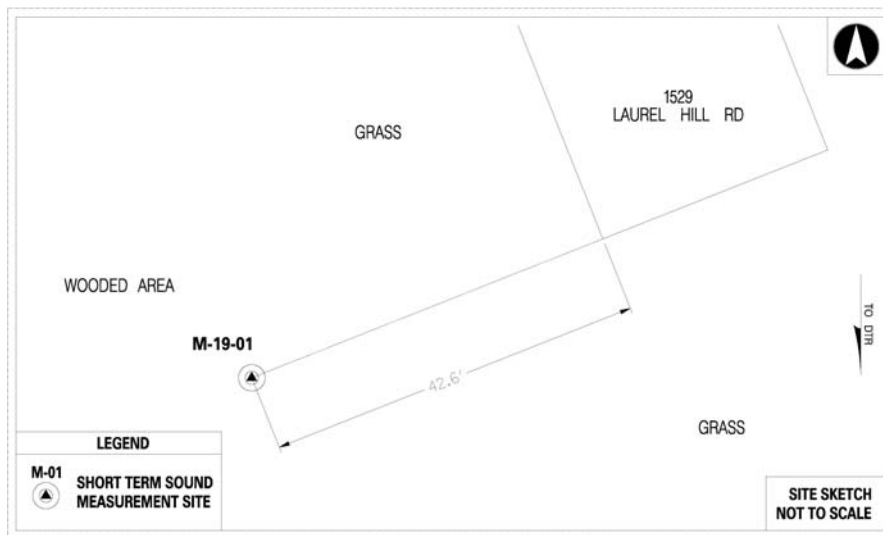 1529
LAUREL HILL RD
GRASS
WOODED AREA
TO DTR
M-19-01
42.6'
GRASS
LEGEND
M-01
SHORT TERM SOUND
MEASUREMENT SITE
SITE SKETCH
NOT TO SCALE